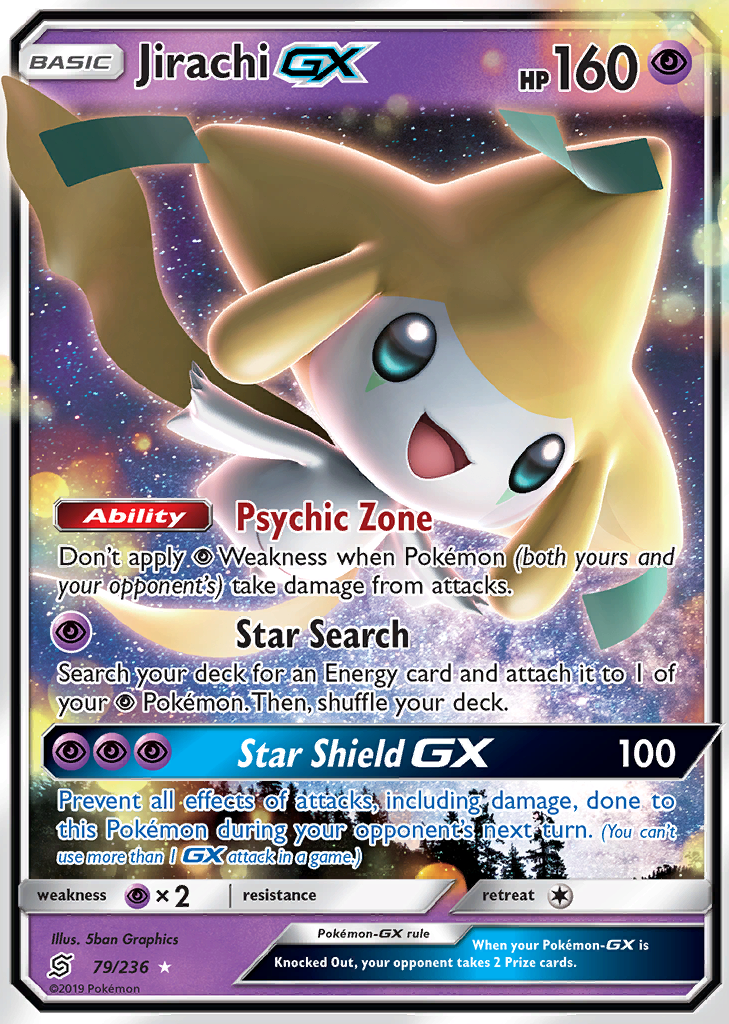 BASIC Jirachi GX HP 160
Ability Psychic Zone
Don't apply Weakness when Pokémon (both yours and
your opponent's) take damage from attacks.
Star Search
Search your deck for an Energy card and attach it to 1 of
your Pokémon. Then, shuffle your deck.
Star Shield GX 100
Prevent all effects of attacks, including damage, done to
this Pokémon during your opponent's next turn. (You can't
use more than 1 GX attack in a game.)
weakness ×2 resistance retreat
Illus. 5ban Graphics
79/236
©2019 Pokémon
Pokémon-GX rule
When your Pokémon-GX is
Knocked Out, your opponent takes 2 Prize cards.